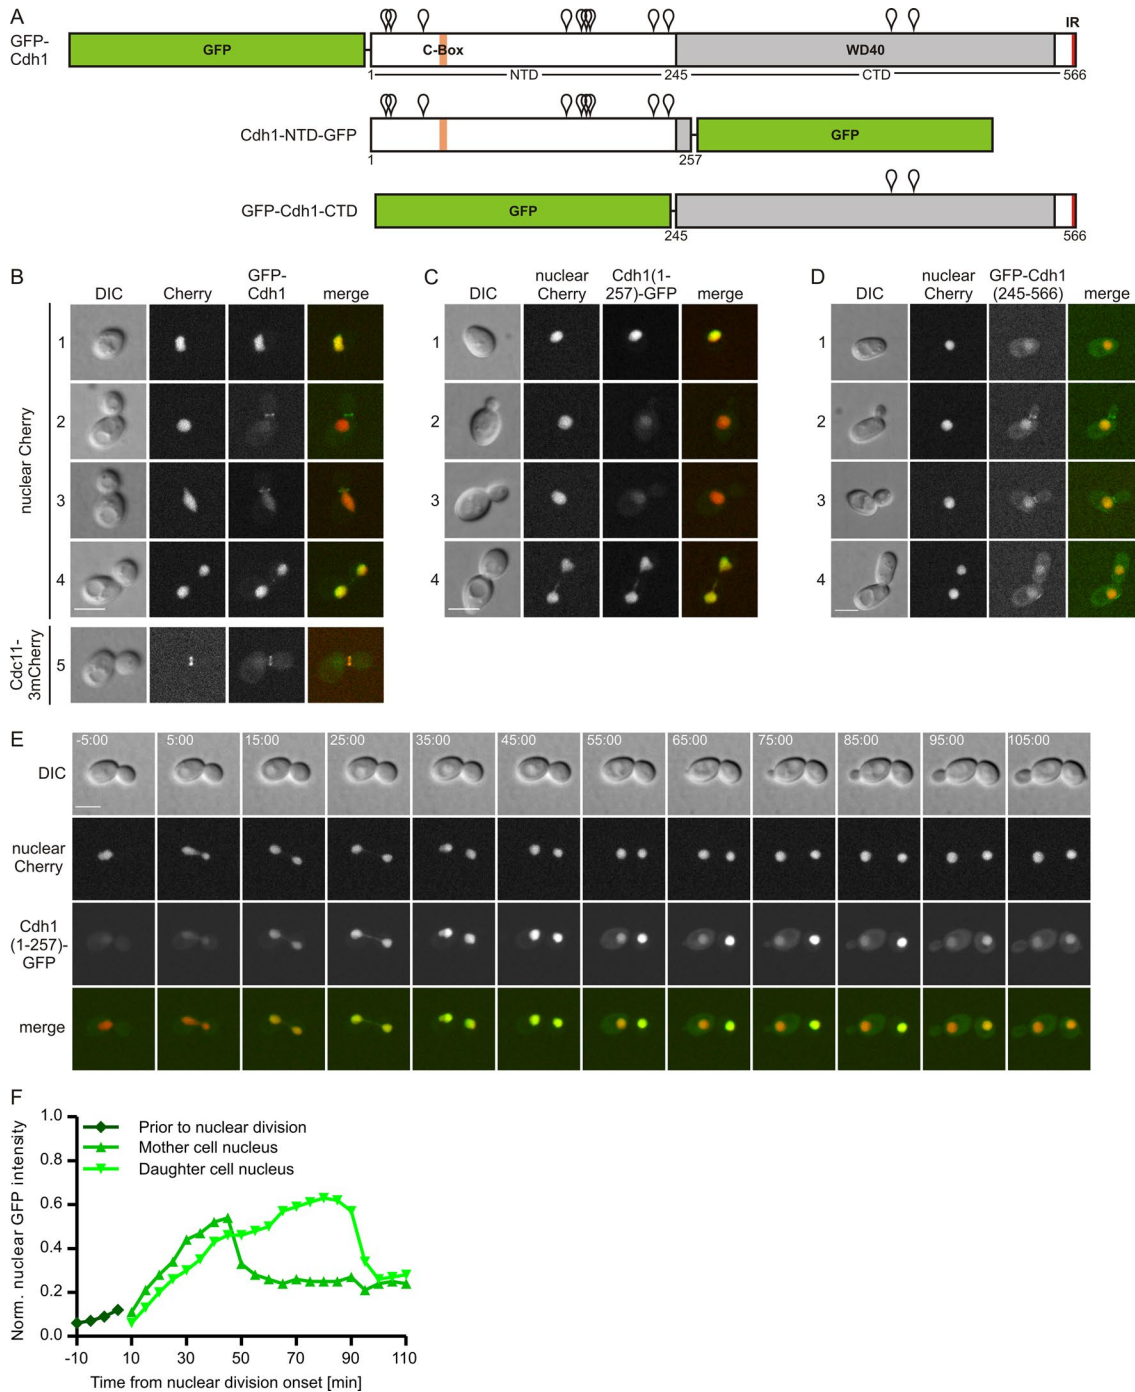 A
GFP-
Cdh1
GFP
C-Box
WD40
IR
1
NTD
245
CTD
566
Cdh1-NTD-GFP
GFP
1
257
GFP-Cdh1-CTD
GFP
245
566
B
DIC
Cherry
GFP-
Cdh1
merge
nuclear Cherry
1
2
3
4
Cdc11-
3mCherry
5
C
DIC
nuclear
Cherry
Cdh1(1-
257)-GFP
merge
1
2
3
4
D
DIC
nuclear
Cherry
GFP-Cdh1
(245-566)
merge
1
2
3
4
E
-5:00 5:00 15:00 25:00 35:00 45:00 55:00 65:00 75:00 85:00 95:00 105:00
DIC
nuclear
Cherry
Cdh1
(1-257)-
GFP
merge
F
Norm. nuclear GFP intensity
1.0
0.8
0.6
0.4
0.2
0.0
Prior to nuclear division
Mother cell nucleus
Daughter cell nucleus
-10 10 30 50 70 90 110
Time from nuclear division onset [min]